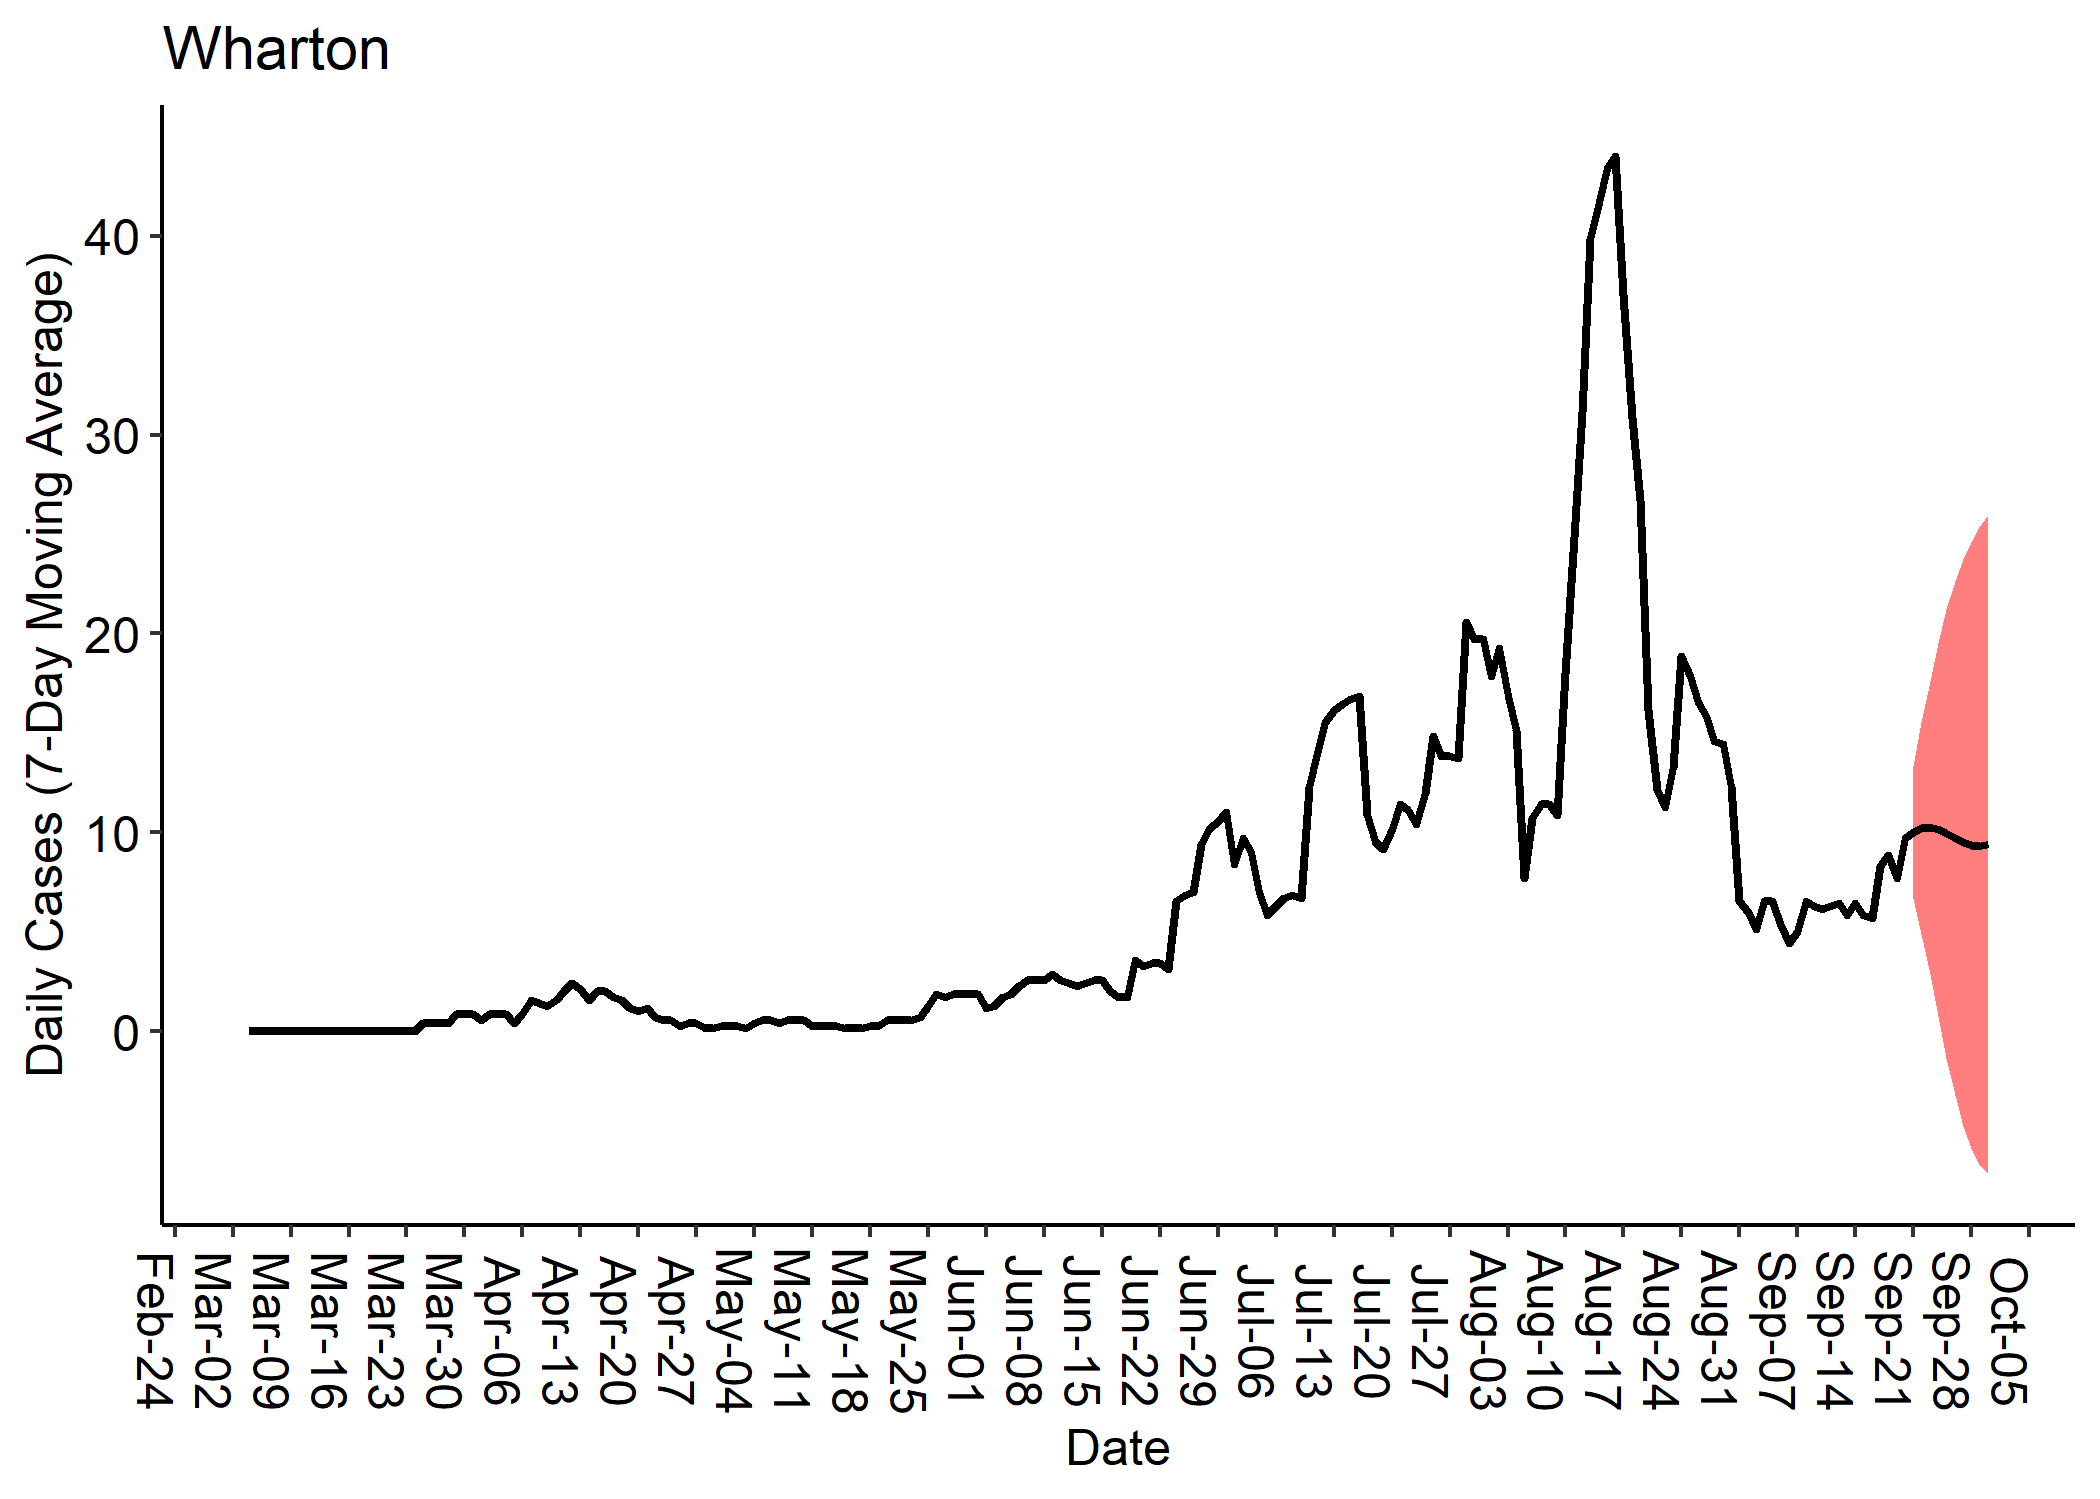 Wharton
Daily Cases (7-Day Moving Average)
40
30
20
10
0
Feb-24
Mar-02
Mar-09
Mar-16
Mar-23
Mar-30
Apr-06
Apr-13
Apr-20
Apr-27
May-04
May-11
May-18
May-25
Jun-01
Jun-08
Jun-15
Jun-22
Jun-29
Jul-06
Jul-13
Jul-20
Jul-27
Aug-03
Aug-10
Aug-17
Aug-24
Aug-31
Sep-07
Sep-14
Sep-21
Sep-28
Oct-05
Date